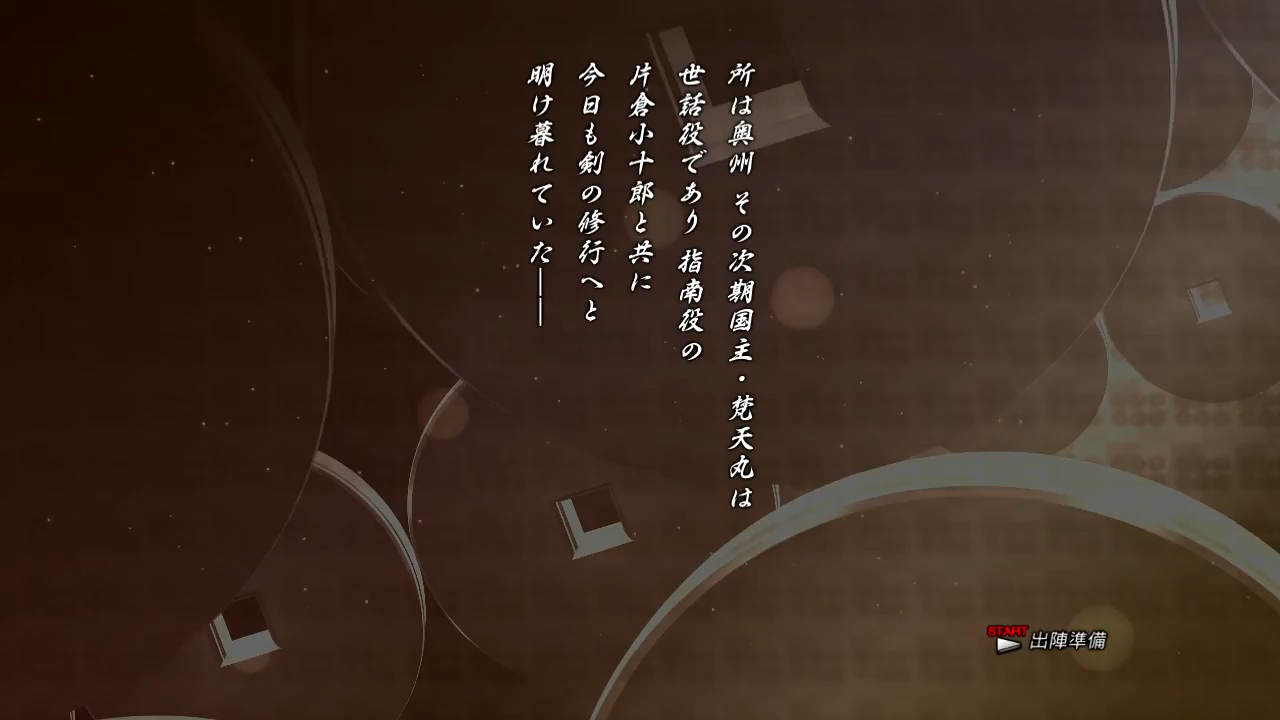 所は奥州 その次期国主・梵天丸は
世話役であり 指南役の
片倉小十郎と共に
今日も剣の修行へと
明け暮れていた――
START 出陣準備